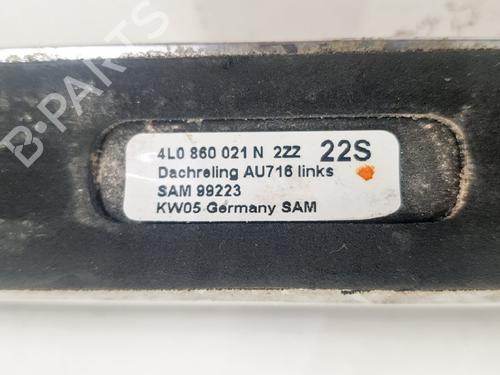 B-PARTS
4L0 860 021 N 2ZZ 22S
Dachreling AU716 links
SAM 99223
KW05 Germany SAM